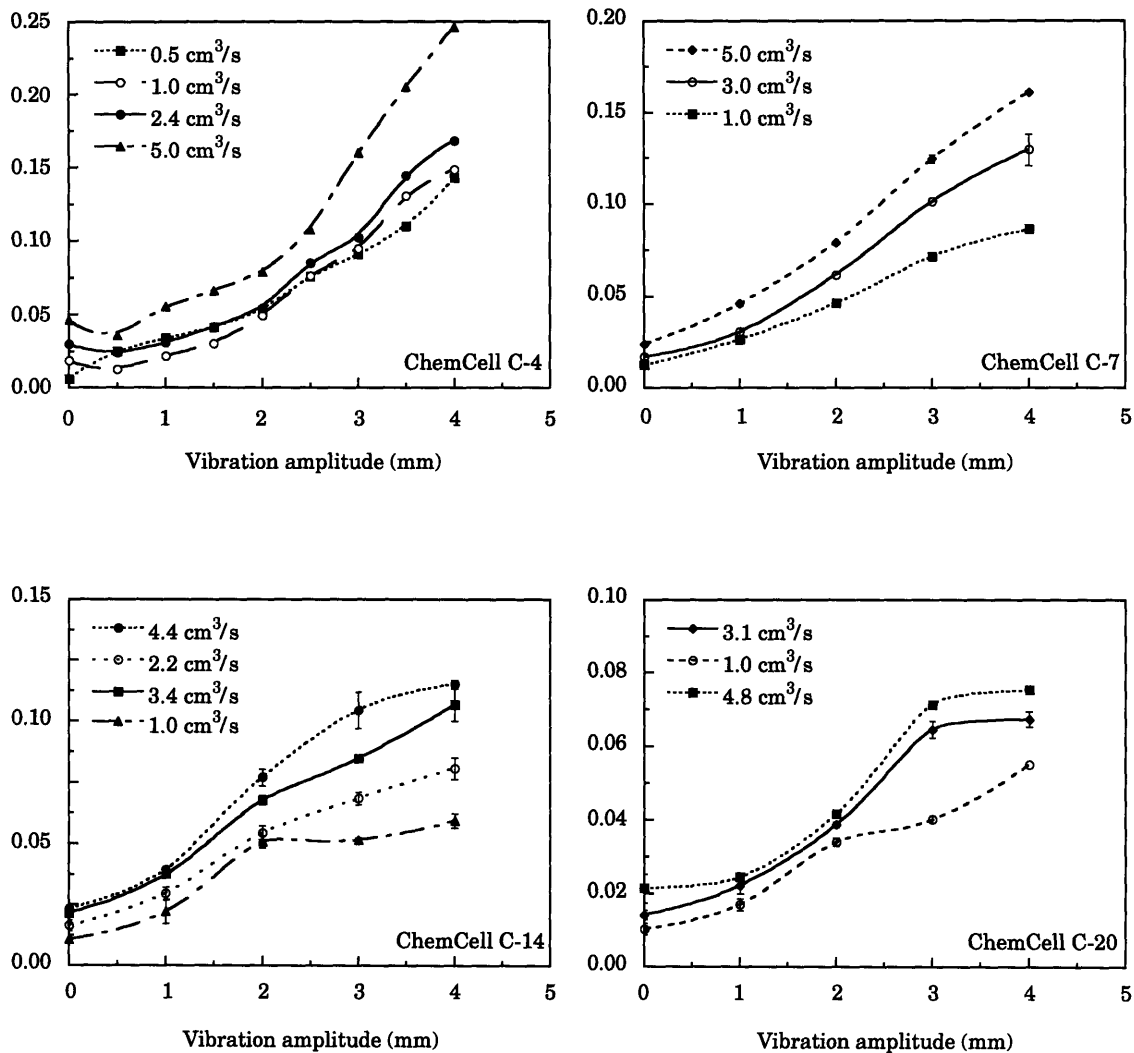 0.25
0.20
0.15
0.10
0.05
0.00
0.5 cm³/s
1.0 cm³/s
2.4 cm³/s
5.0 cm³/s
ChemCell C-4
0 1 2 3 4 5
Vibration amplitude (mm)
0.20
0.15
0.10
0.05
0.00
5.0 cm³/s
3.0 cm³/s
1.0 cm³/s
ChemCell C-7
0 1 2 3 4 5
Vibration amplitude (mm)
0.15
0.10
0.05
0.00
4.4 cm³/s
2.2 cm³/s
3.4 cm³/s
1.0 cm³/s
ChemCell C-14
0 1 2 3 4 5
Vibration amplitude (mm)
0.10
0.08
0.06
0.04
0.02
0.00
3.1 cm³/s
1.0 cm³/s
4.8 cm³/s
ChemCell C-20
0 1 2 3 4 5
Vibration amplitude (mm)